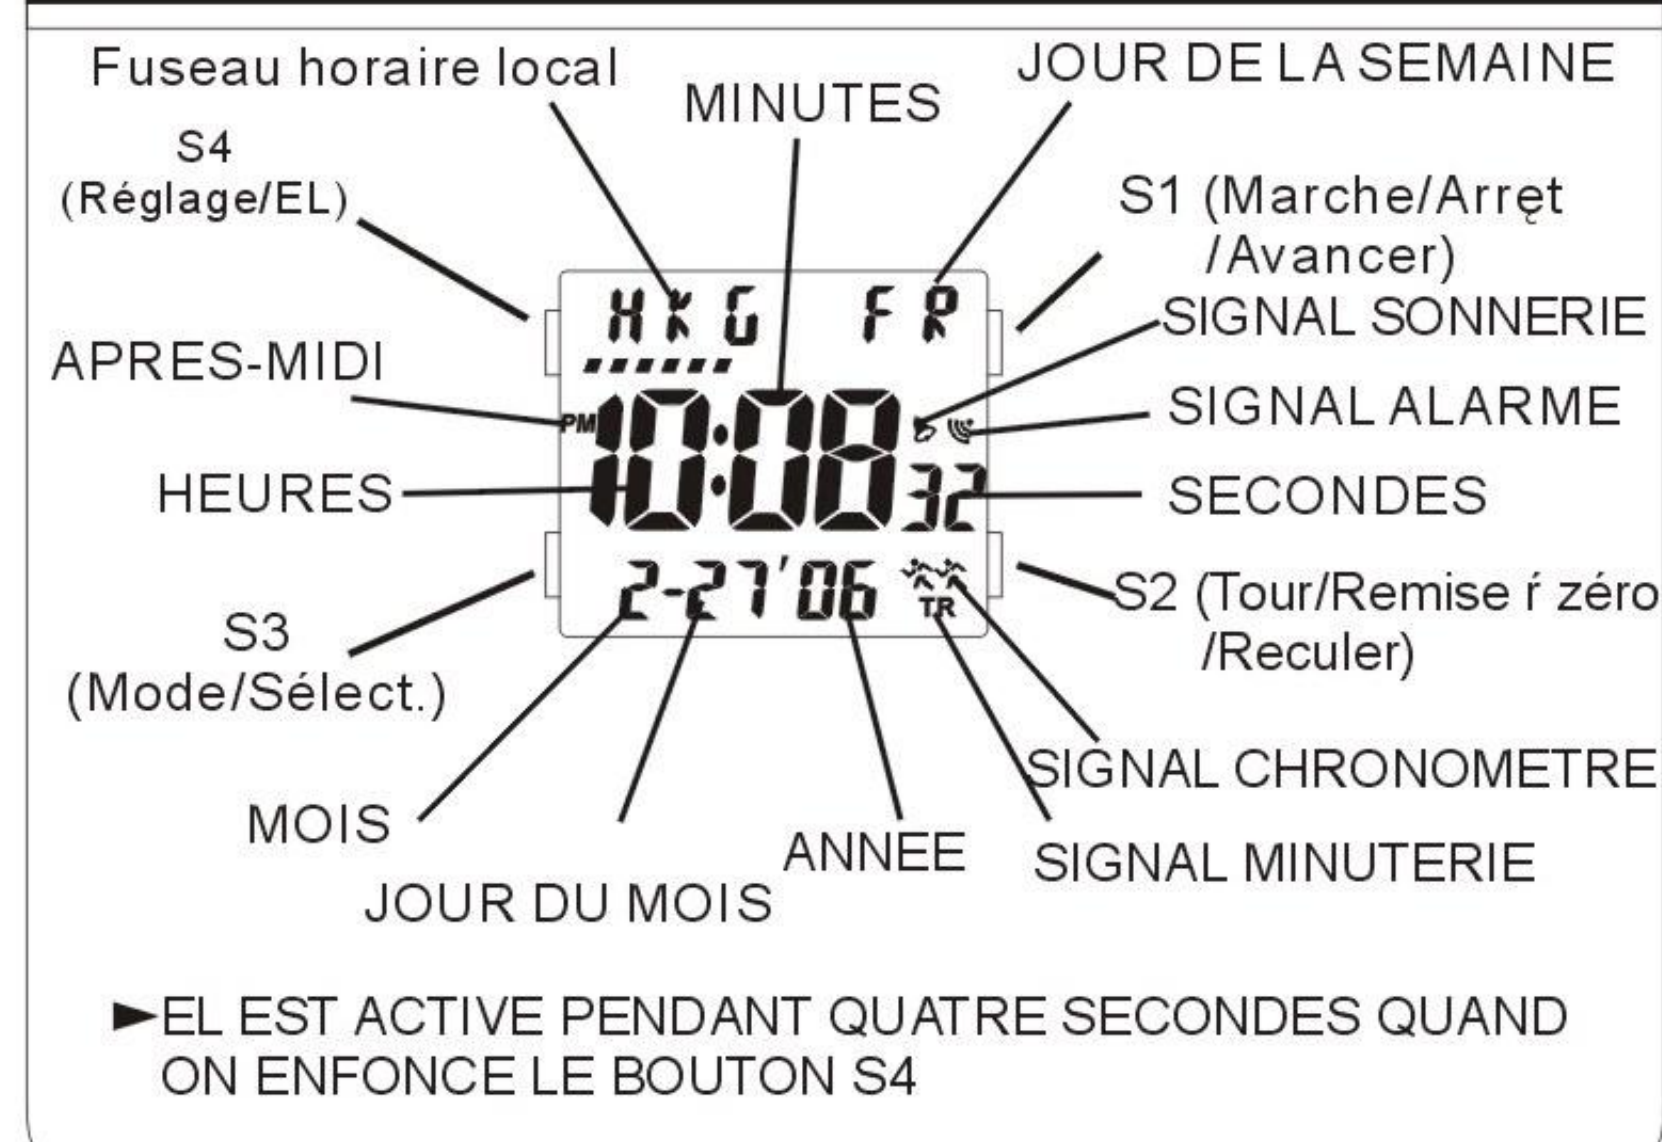 Fuseau horaire local
JOUR DE LA SEMAINE
MINUTES
S4
(Réglage/EL)
S1 (Marche/Arręt
/Avancer)
HKG FR
SIGNAL SONNERIE
APRES-MIDI
SIGNAL ALARME
PM 10:08 32
HEURES
SECONDES
2-27'06
TR
S2 (Tour/Remise ŕ zéro
/Reculer)
S3
(Mode/Sélect.)
SIGNAL CHRONOMETRE
MOIS
ANNEE
SIGNAL MINUTERIE
JOUR DU MOIS
►EL EST ACTIVE PENDANT QUATRE SECONDES QUAND
ON ENFONCE LE BOUTON S4